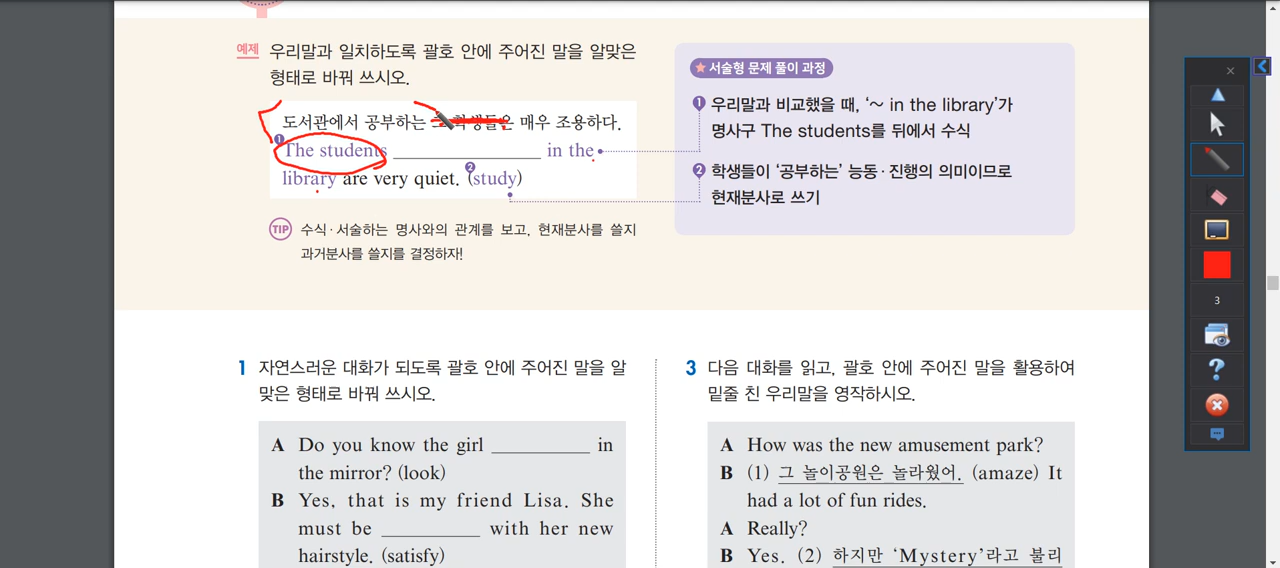 예제 우리말과 일치하도록 괄호 안에 주어진 말을 알맞은
형태로 바꿔 쓰시오.
도서관에서 공부하는 그 학생들은 매우 조용하다.
1
The students ____________ in the
2
library are very quiet. (study)
TIP 수식·서술하는 명사와의 관계를 보고, 현재분사를 쓸지
과거분사를 쓸지를 결정하자!
★ 서술형 문제 풀이 과정
1 우리말과 비교했을 때, ‘~ in the library’가
명사구 The students를 뒤에서 수식
2 학생들이 ‘공부하는’ 능동·진행의 의미이므로
현재분사로 쓰기
1 자연스러운 대화가 되도록 괄호 안에 주어진 말을 알
맞은 형태로 바꿔 쓰시오.
A Do you know the girl __________ in
the mirror? (look)
B Yes, that is my friend Lisa. She
must be __________ with her new
hairstyle. (satisfy)
3 다음 대화를 읽고, 괄호 안에 주어진 말을 활용하여
밑줄 친 우리말을 영작하시오.
A How was the new amusement park?
B (1) 그 놀이공원은 놀라웠어. (amaze) It
had a lot of fun rides.
A Really?
B Yes. (2) 하지만 ‘Mystery’라고 불리
3